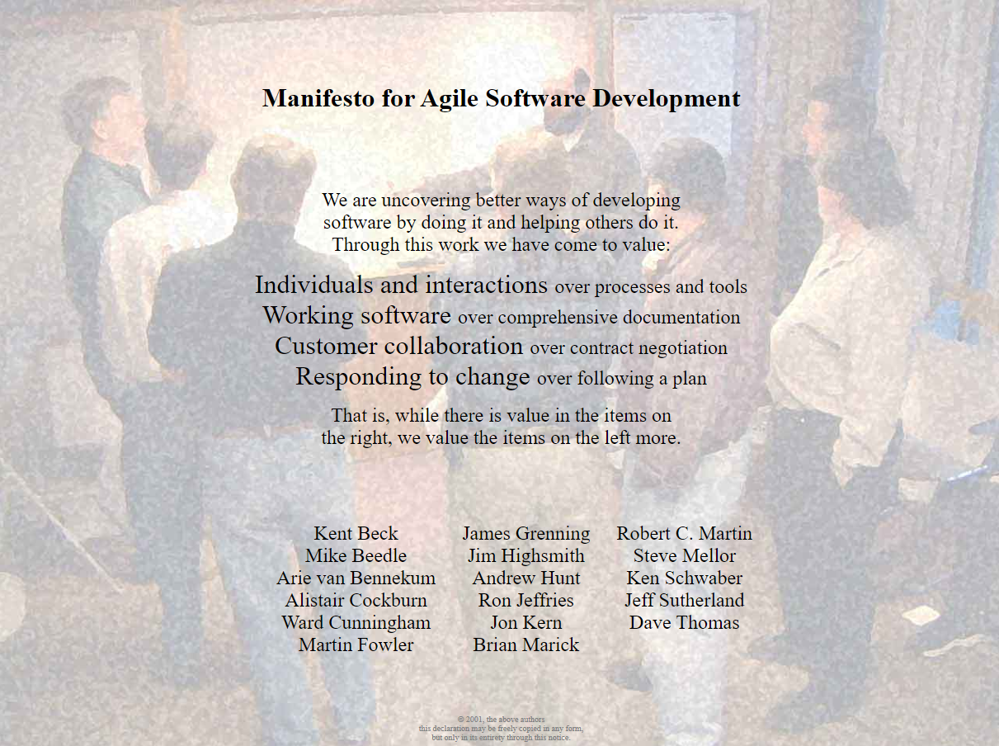 Manifesto for Agile Software Development
We are uncovering better ways of developing
software by doing it and helping others do it.
Through this work we have come to value:
Individuals and interactions over processes and tools
Working software over comprehensive documentation
Customer collaboration over contract negotiation
Responding to change over following a plan
That is, while there is value in the items on
the right, we value the items on the left more.
Kent Beck
Mike Beedle
Arie van Bennekum
Alistair Cockburn
Ward Cunningham
Martin Fowler
James Grenning
Jim Highsmith
Andrew Hunt
Ron Jeffries
Jon Kern
Brian Marick
Robert C. Martin
Steve Mellor
Ken Schwaber
Jeff Sutherland
Dave Thomas
© 2001, the above authors
this declaration may be freely copied in any form,
but only in its entirety through this notice.